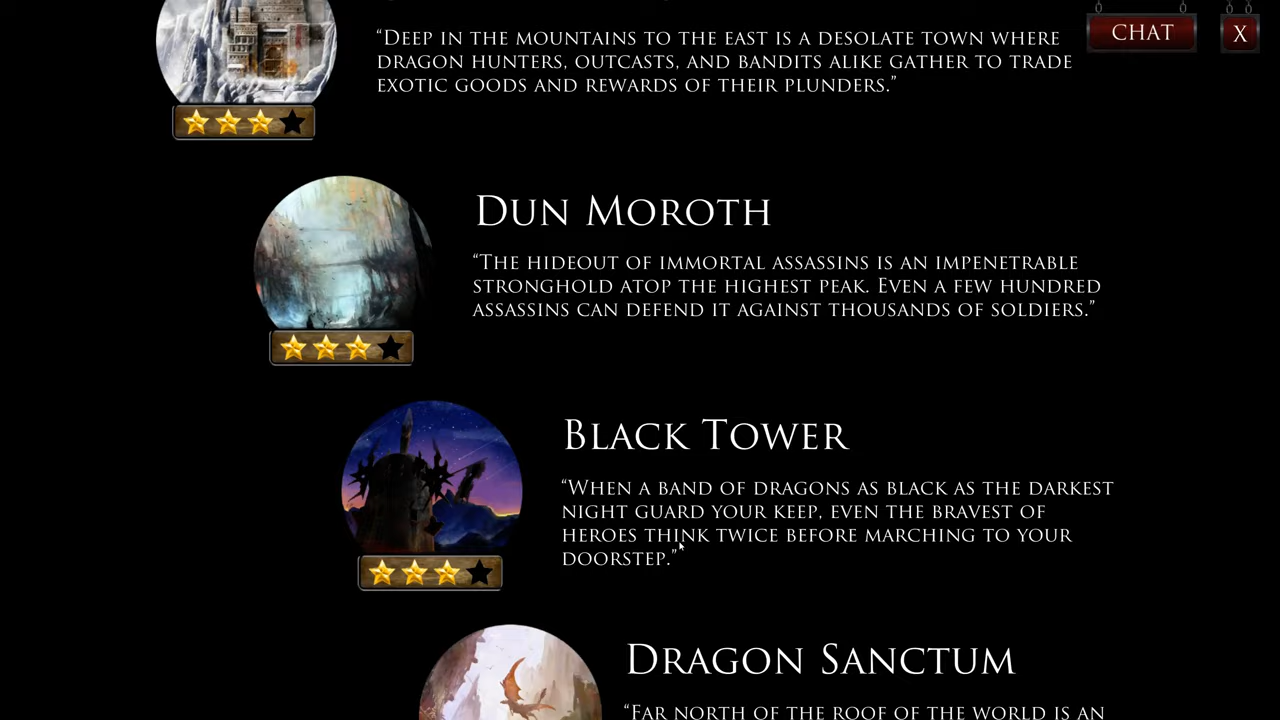 “Deep in the mountains to the east is a desolate town where
dragon hunters, outcasts, and bandits alike gather to trade
exotic goods and rewards of their plunders.”
CHAT
X
Dun Moroth
“The hideout of immortal assassins is an impenetrable
stronghold atop the highest peak. Even a few hundred
assassins can defend it against thousands of soldiers.”
Black Tower
“When a band of dragons as black as the darkest
night guard your keep, even the bravest of
heroes think twice before marching to your
doorstep.”
Dragon Sanctum
“Far north of the roof of the world is an